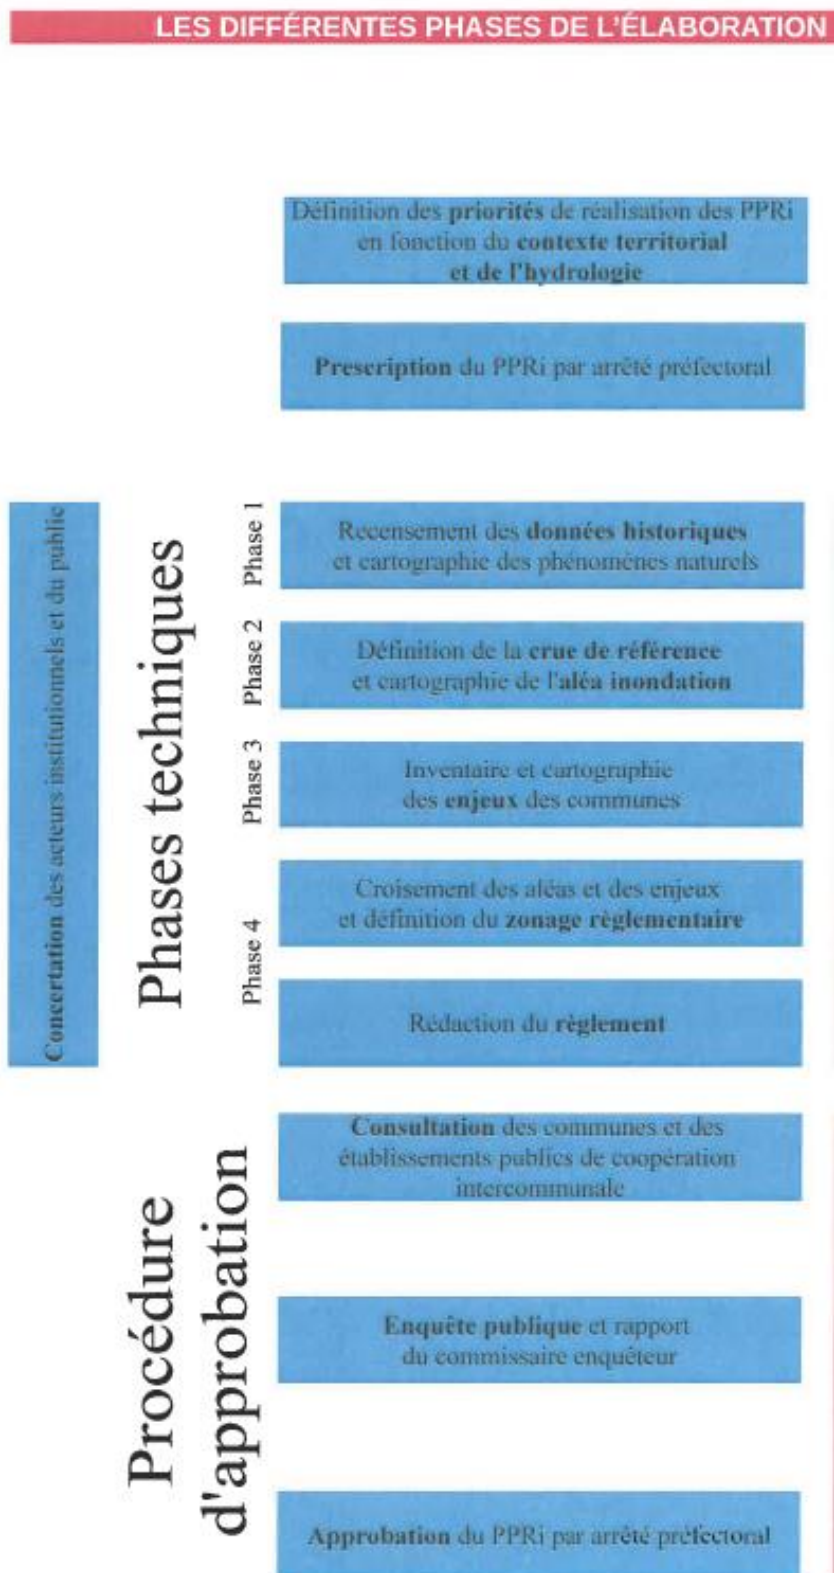 LES DIFFÉRENTES PHASES DE L'ÉLABORATION
Définition des priorités de réalisation des PPRi
en fonction du contexte territorial
et de l'hydrologie
Prescription du PPRi par arrêté préfectoral
Concertation des acteurs institutionnels et du public
Phases techniques
Phase 1
Recensement des données historiques
et cartographie des phénomènes naturels
Phase 2
Définition de la crue de référence
et cartographie de l'aléa inondation
Phase 3
Inventaire et cartographie
des enjeux des communes
Phase 4
Croisement des aléas et des enjeux
et définition du zonage règlementaire
Rédaction du règlement
Procédure
d'approbation
Consultation des communes et des
établissements publics de coopération
intercommunale
Enquête publique et rapport
du commissaire enquêteur
Approbation du PPRi par arrêté préfectoral